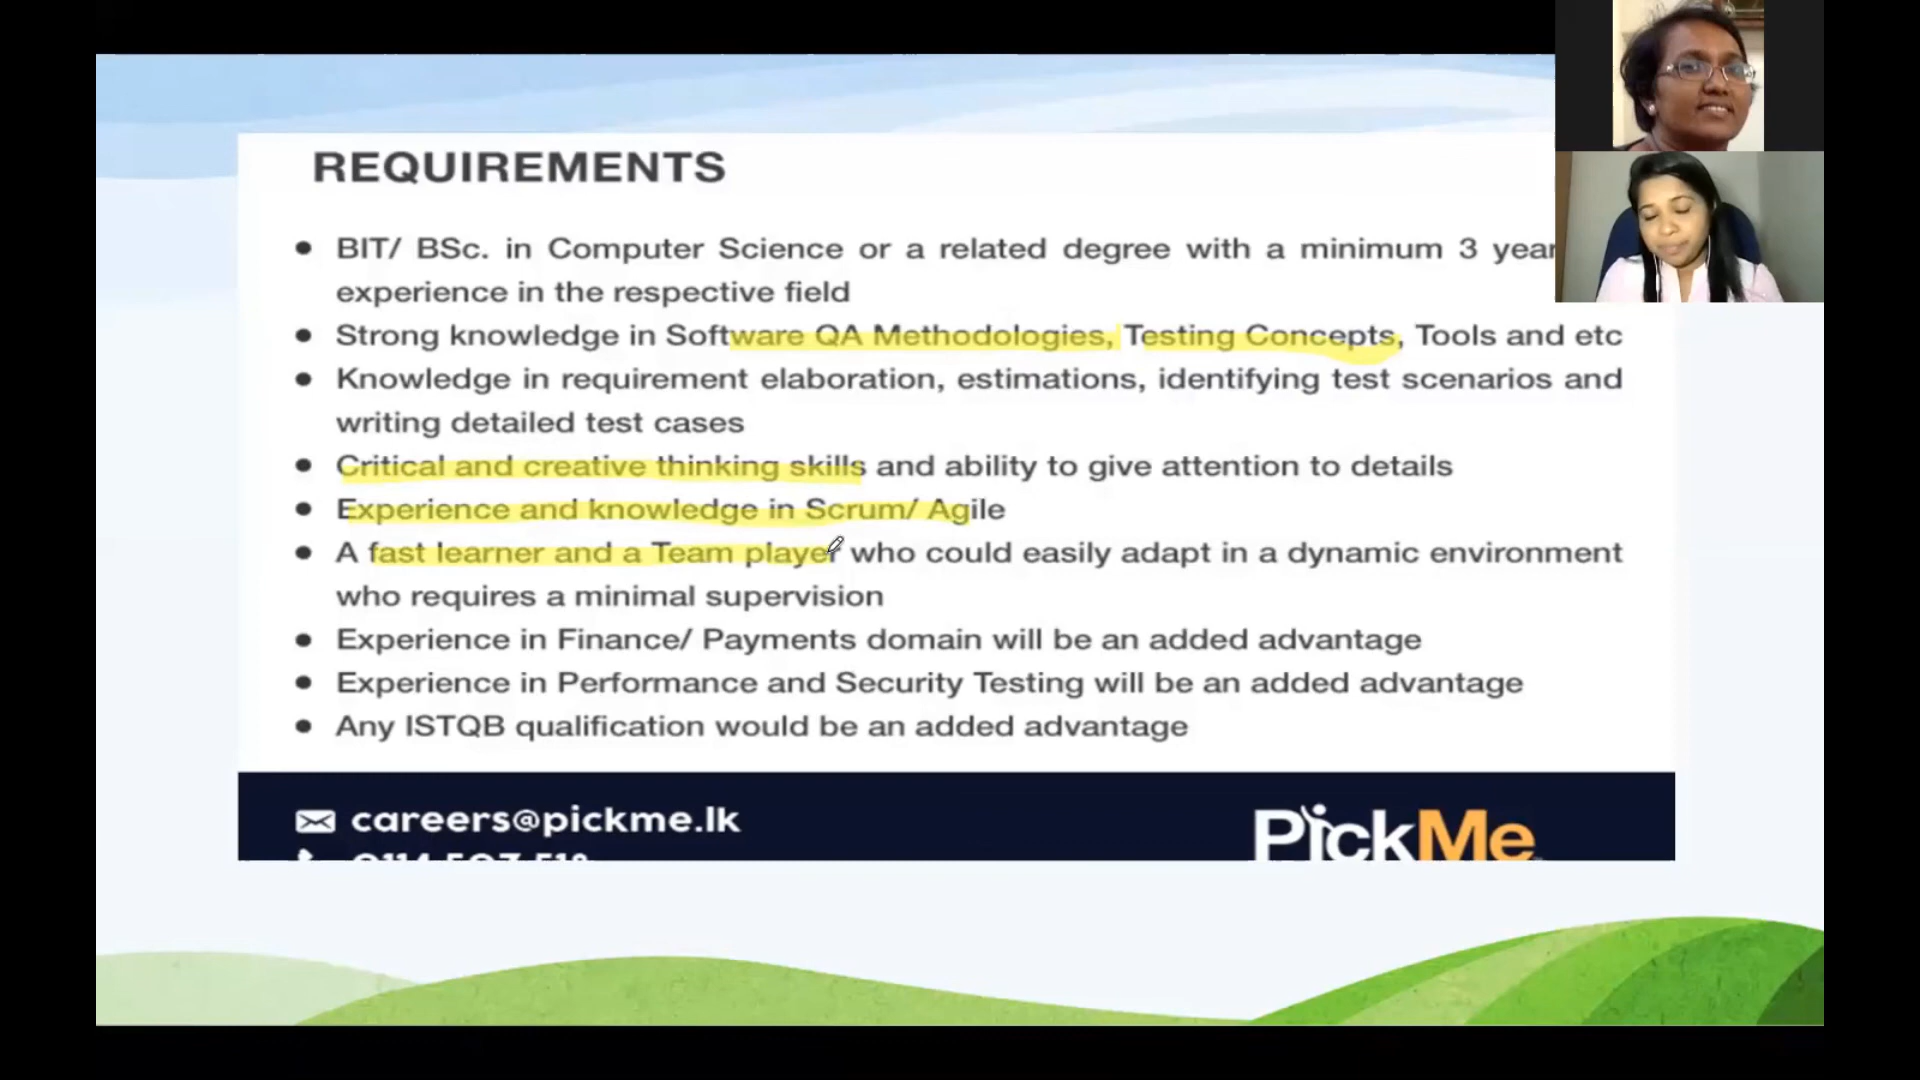 REQUIREMENTS
• BIT/ BSc. in Computer Science or a related degree with a minimum 3 year
experience in the respective field
• Strong knowledge in Software QA Methodologies, Testing Concepts, Tools and etc
• Knowledge in requirement elaboration, estimations, identifying test scenarios and
writing detailed test cases
• Critical and creative thinking skills and ability to give attention to details
• Experience and knowledge in Scrum/ Agile
• A fast learner and a Team player who could easily adapt in a dynamic environment
who requires a minimal supervision
• Experience in Finance/ Payments domain will be an added advantage
• Experience in Performance and Security Testing will be an added advantage
• Any ISTQB qualification would be an added advantage
careers@pickme.lk
PickMe